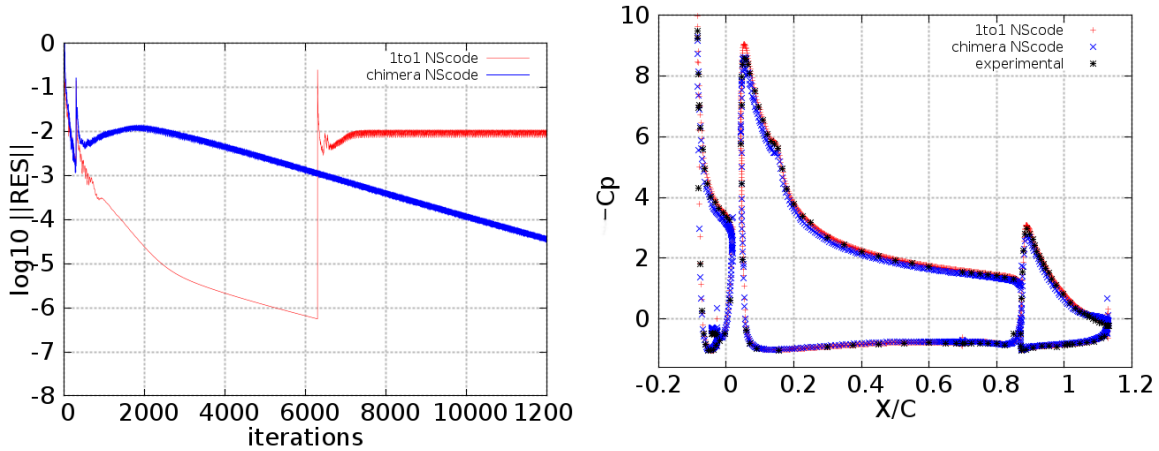 0
-1
-2
-3
-4
-5
-6
-7
-8
log10 ||RES||
1to1 NScode
chimera NScode
0 2000 4000 6000 8000 10000 1200
iterations
10
8
6
4
2
0
−Cp
1to1 NScode
chimera NScode
experimental
-0.2 0 0.2 0.4 0.6 0.8 1 1.2
X/C